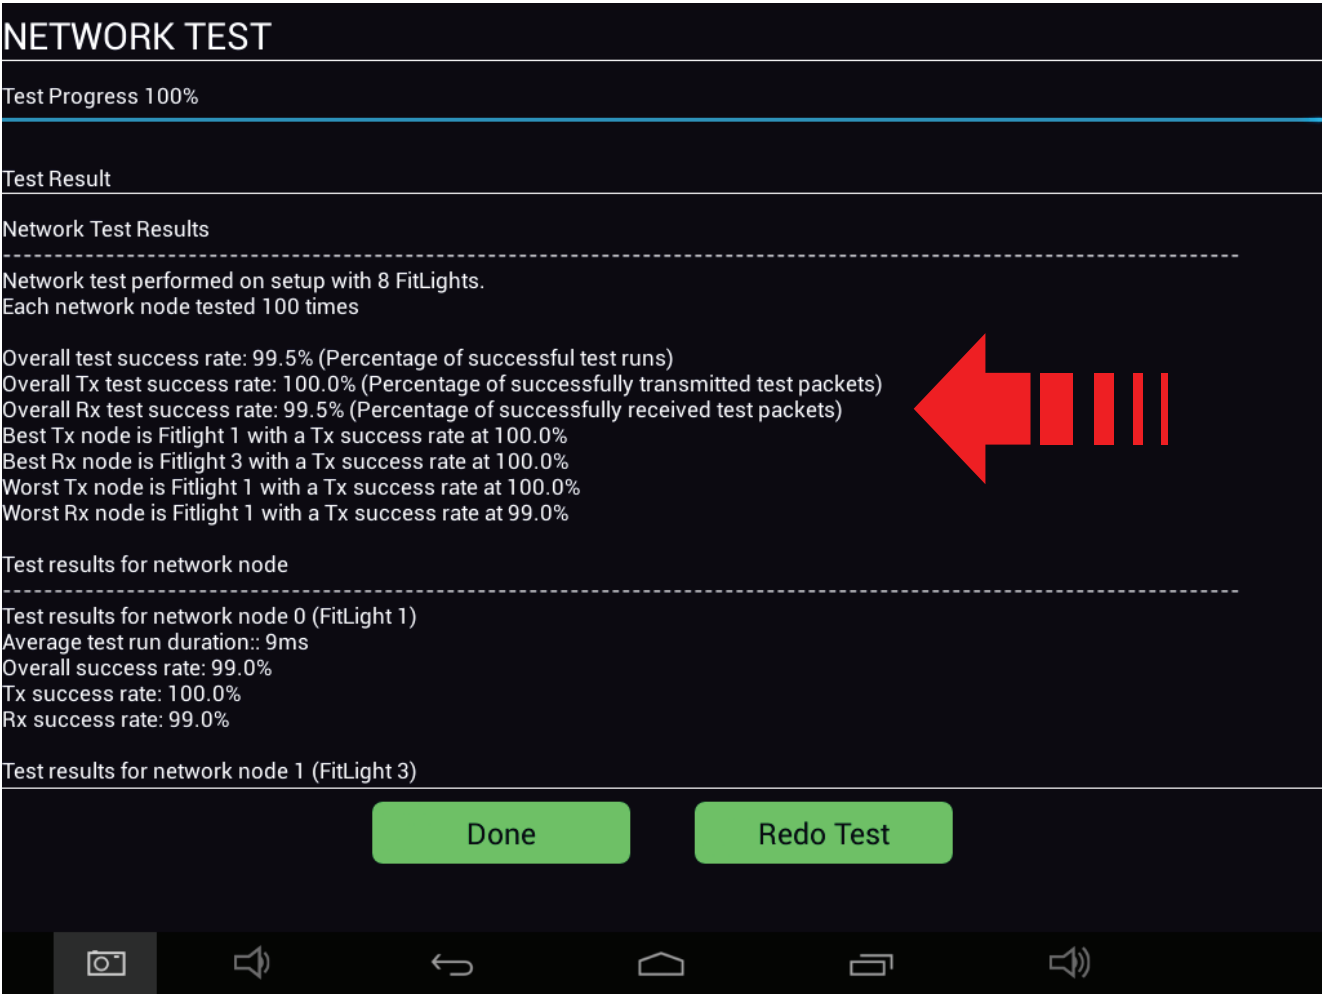 NETWORK TEST
Test Progress 100%
Test Result
Network Test Results
------------------------------------------------------------------------------------------------------------------------
Network test performed on setup with 8 FitLights.
Each network node tested 100 times
Overall test success rate: 99.5% (Percentage of successful test runs)
Overall Tx test success rate: 100.0% (Percentage of successfully transmitted test packets)
Overall Rx test success rate: 99.5% (Percentage of successfully received test packets)
Best Tx node is Fitlight 1 with a Tx success rate at 100.0%
Best Rx node is Fitlight 3 with a Tx success rate at 100.0%
Worst Tx node is Fitlight 1 with a Tx success rate at 100.0%
Worst Rx node is Fitlight 1 with a Tx success rate at 99.0%
Test results for network node
------------------------------------------------------------------------------------------------------------------------
Test results for network node 0 (FitLight 1)
Average test run duration:: 9ms
Overall success rate: 99.0%
Tx success rate: 100.0%
Rx success rate: 99.0%
Test results for network node 1 (FitLight 3)
Done
Redo Test